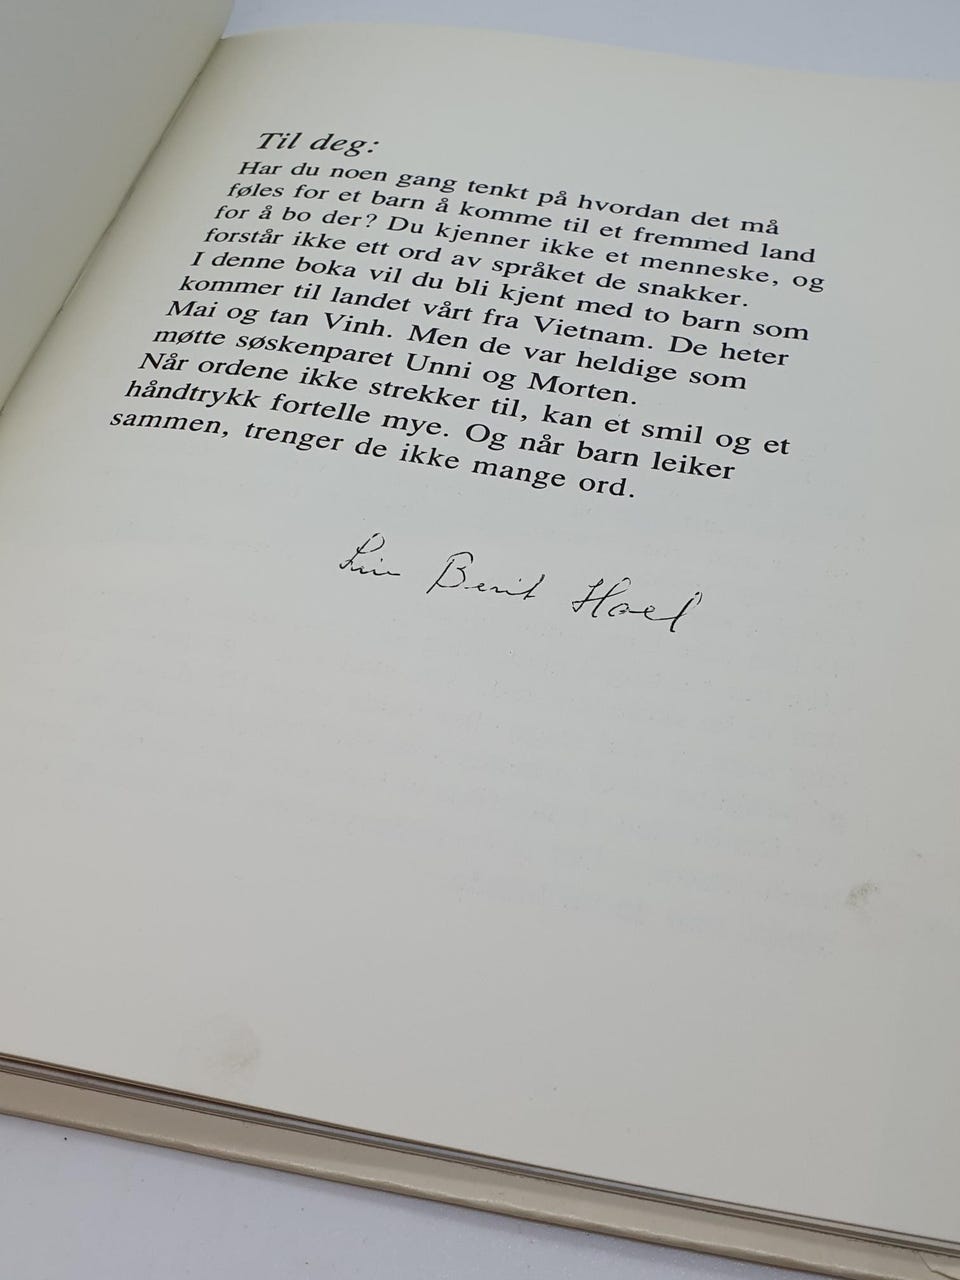 Til deg:
Har du noen gang tenkt på hvordan det må
føles for et barn å komme til et fremmed land
for å bo der? Du kjenner ikke et menneske, og
forstår ikke ett ord av språket de snakker.
I denne boka vil du bli kjent med to barn som
kommer til landet vårt fra Vietnam. De heter
Mai og tan Vinh. Men de var heldige som
møtte søskenparet Unni og Morten.
Når ordene ikke strekker til, kan et smil og et
håndtrykk fortelle mye. Og når barn leiker
sammen, trenger de ikke mange ord.
Liv Berit Hoel